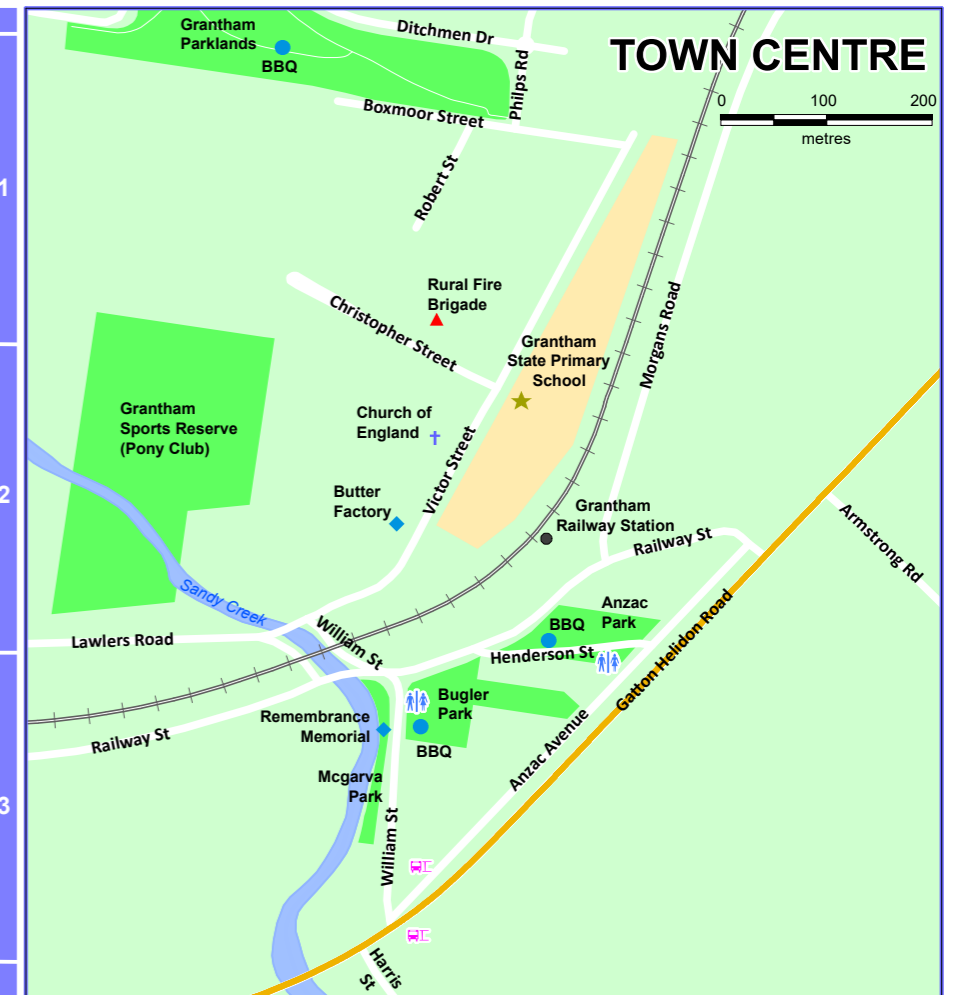 Grantham
Parklands
BBQ
Ditchmen Dr
Philps Rd
TOWN CENTRE
0 100 200
metres
Boxmoor Street
Robert St
1
Rural Fire
Brigade
Christopher Street
Grantham
State Primary
School
Morgans Road
Grantham
Sports Reserve
(Pony Club)
Church of
England
Victor Street
2
Butter
Factory
Grantham
Railway Station
Railway St
Armstrong Rd
Sandy Creek
Lawlers Road
William St
Anzac
Park
BBQ
Henderson St
Gatton Helidon Road
Bugler
Park
BBQ
Remembrance
Memorial
Railway St
Anzac Avenue
Mcgarva
Park
3
William St
Harris
St